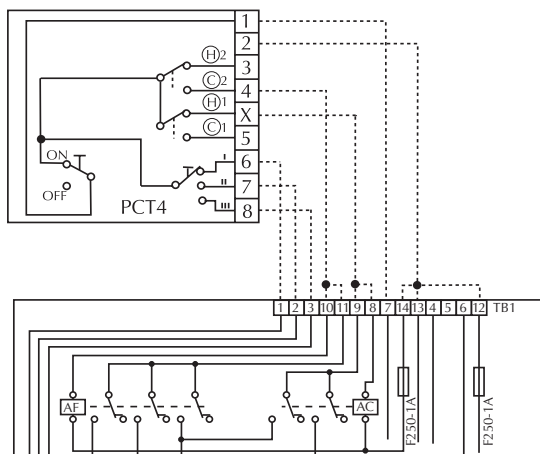 1
2
Ⓗ2
3
Ⓒ2
4
Ⓗ1
X
Ⓒ1
5
ON
I
6
OFF
II
7
PCT4
III
8
1 2 3 10 11 9 8 7 14 13 4 5 6 12 TB1
AF
AC
F250-1A
F250-1A